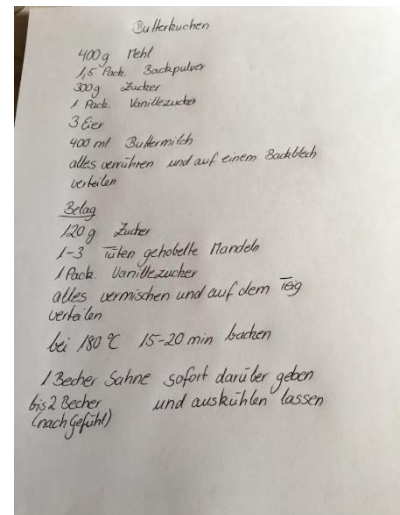 Butterkuchen
400g Mehl
1,5 Pack. Backpulver
300g Zucker
1 Pack. Vanillezucker
3 Eier
400 ml Buttermilch
alles verrühren und auf einem Backblech
verteilen
Belag
120 g Zucker
1-3 Tüten gehobelte Mandeln
1 Pack. Vanillezucker
alles vermischen und auf dem Teig
verteilen
bei 180°C 15-20 min backen
1 Becher Sahne sofort darüber geben
bis 2 Becher und auskühlen lassen
(nach Gefühl)